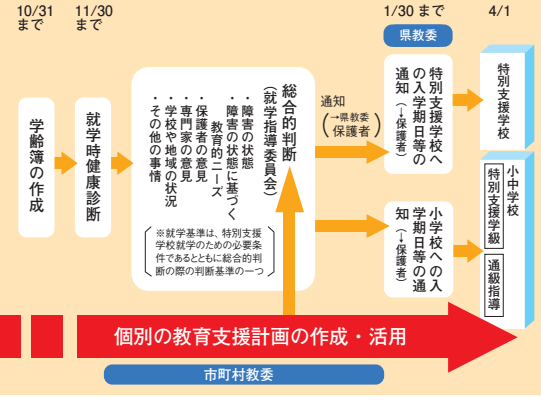 10/31
まで
11/30
まで
1/30 まで
4/1
県教委
学齢簿の作成
就学時健康診断
総合的判断
（就学指導委員会）
・障害の状態
・障害の状態に基づく
教育的ニーズ
・保護者の意見
・専門家の意見
・学校や地域の状況
・その他の事情
※就学基準は、特別支援
学校就学のための必要条
件であるとともに総合的判
断の際の判断基準の一つ
通知
（→県教委
保護者）
特別支援学校へ
の入学期日等の
通知（→保護者）
小学校への入
学期日等の通
知（→保護者）
特別支援学校
小中学校
特別支援学級
通級指導
個別の教育支援計画の作成・活用
市町村教委